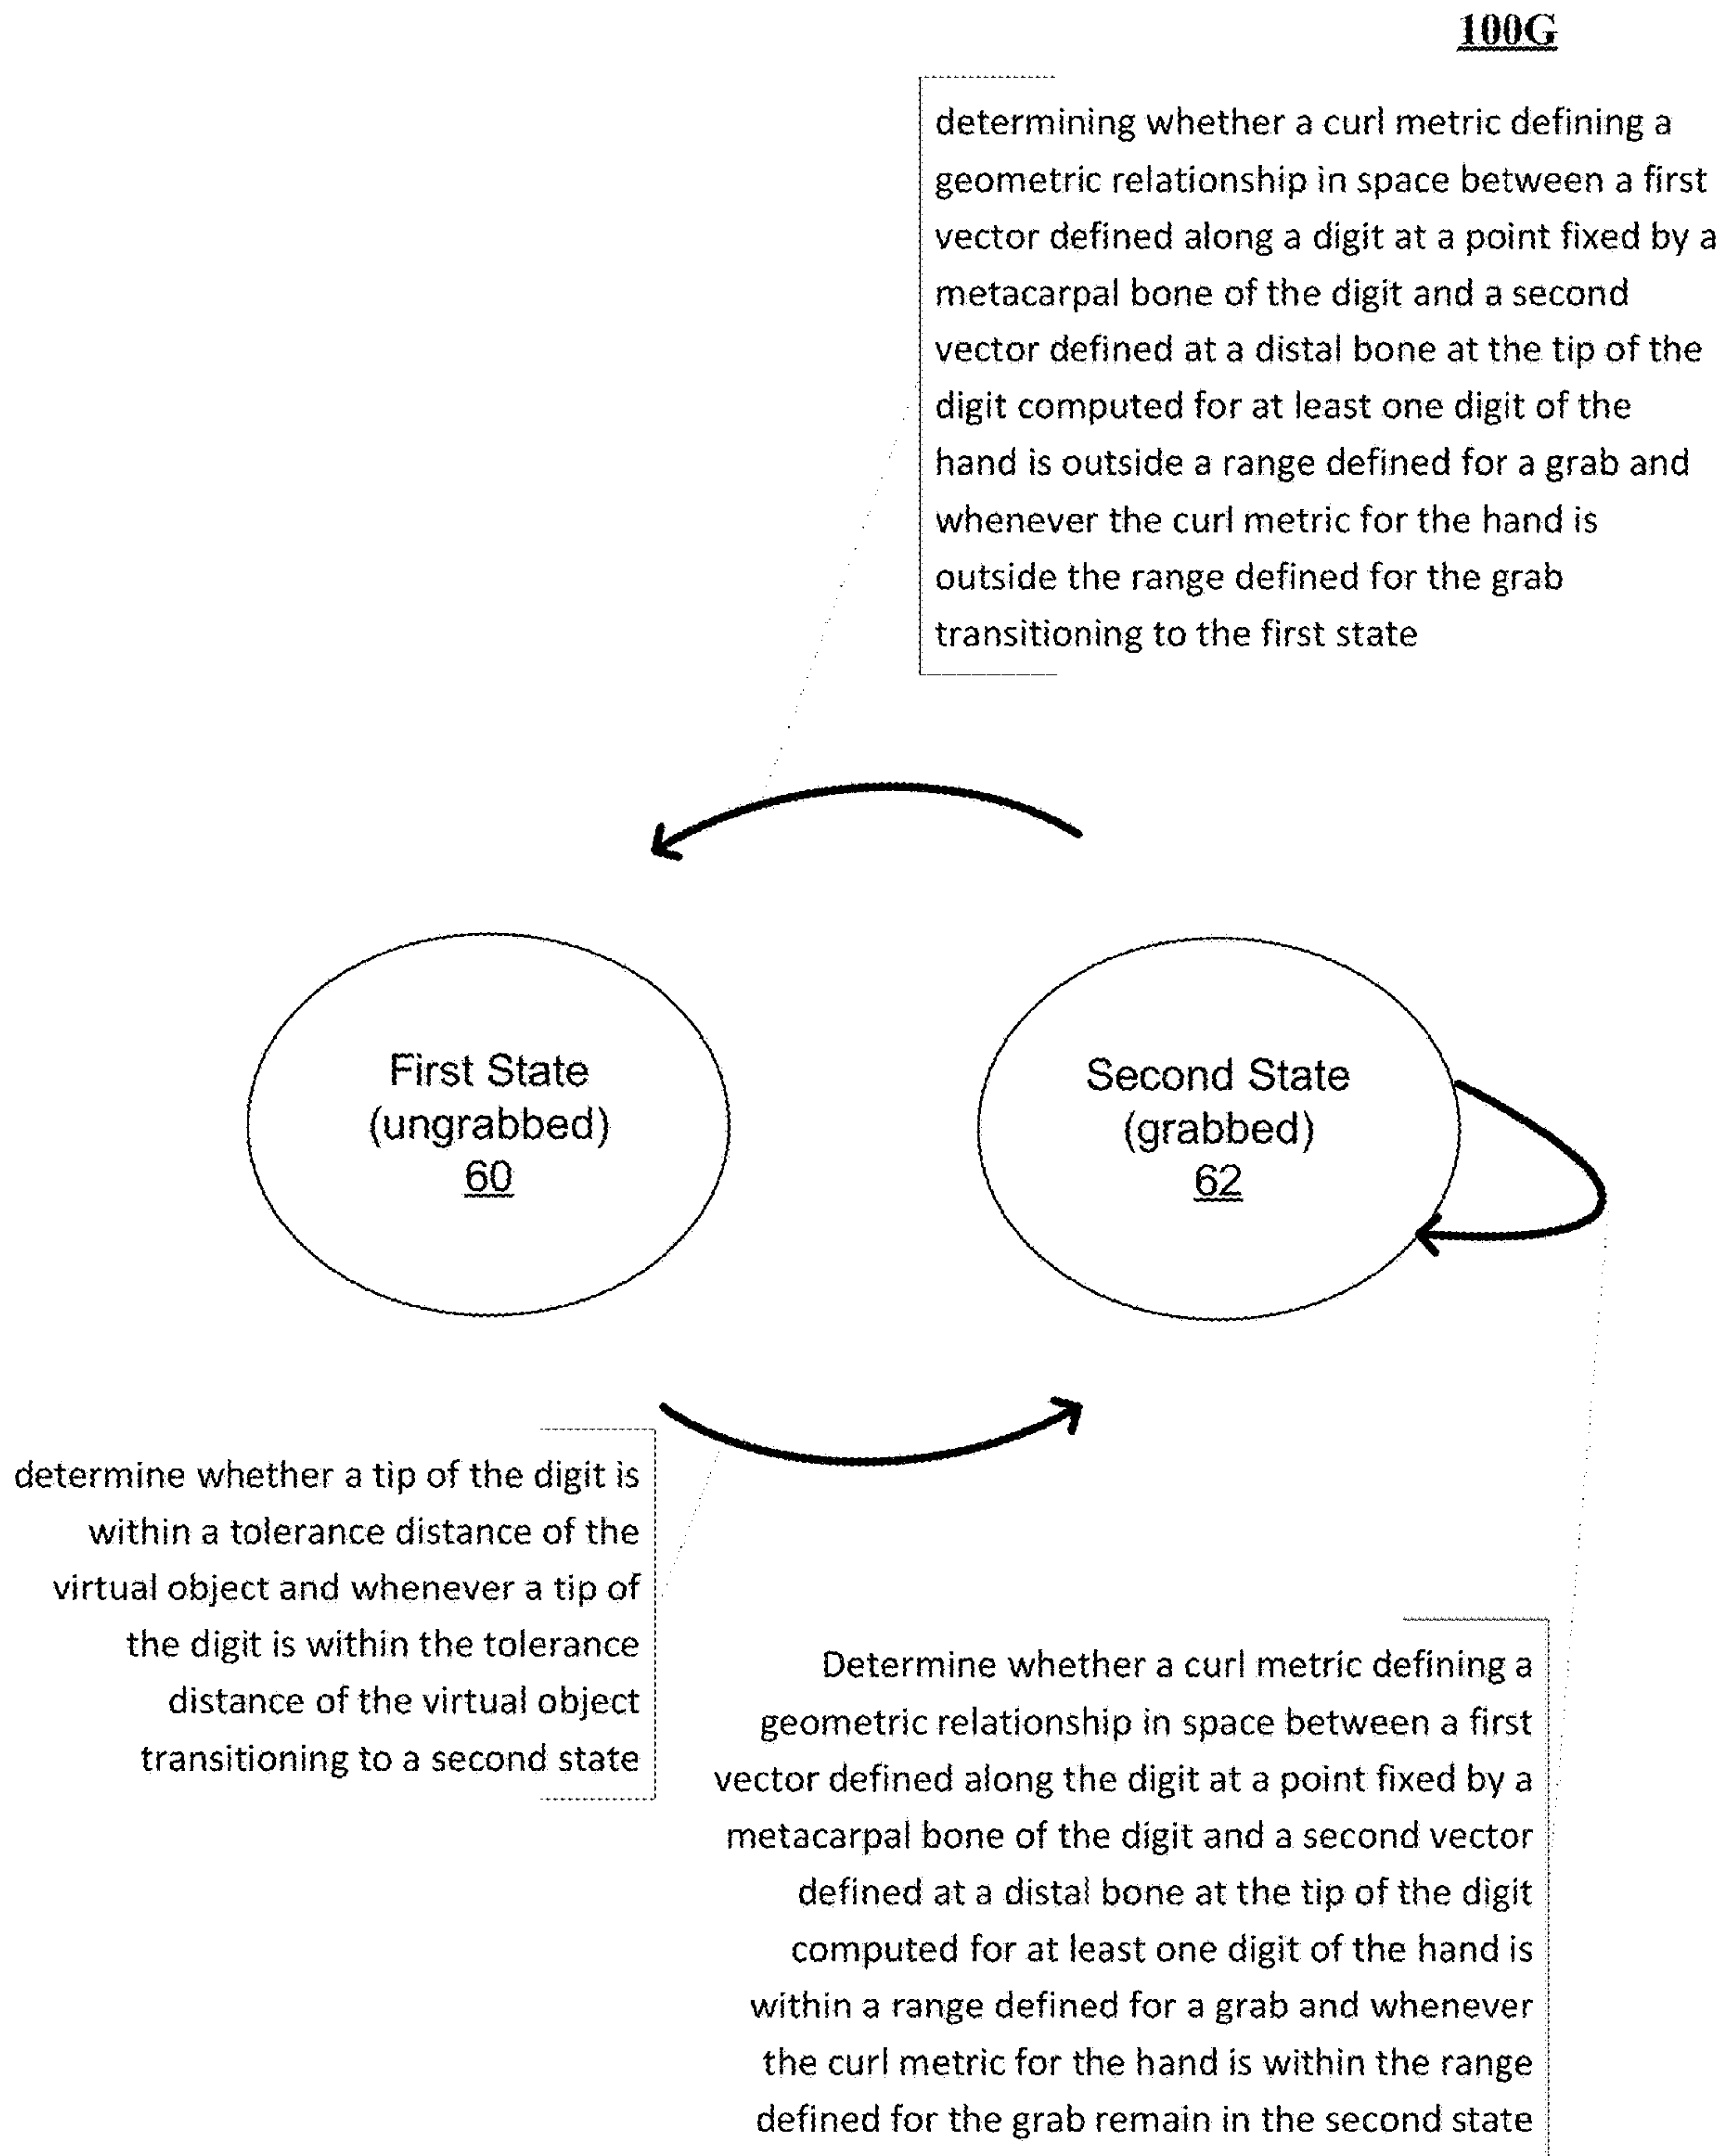 100G
determining whether a curl metric defining a
geometric relationship in space between a first
vector defined along a digit at a point fixed by a
metacarpal bone of the digit and a second
vector defined at a distal bone at the tip of the
digit computed for at least one digit of the
hand is outside a range defined for a grab and
whenever the curl metric for the hand is
outside the range defined for the grab
transitioning to the first state
First State
(ungrabbed)
60
Second State
(grabbed)
62
determine whether a tip of the digit is
within a tolerance distance of the
virtual object and whenever a tip of
the digit is within the tolerance
distance of the virtual object
transitioning to a second state
Determine whether a curl metric defining a
geometric relationship in space between a first
vector defined along the digit at a point fixed by a
metacarpal bone of the digit and a second vector
defined at a distal bone at the tip of the digit
computed for at least one digit of the hand is
within a range defined for a grab and whenever
the curl metric for the hand is within the range
defined for the grab remain in the second state